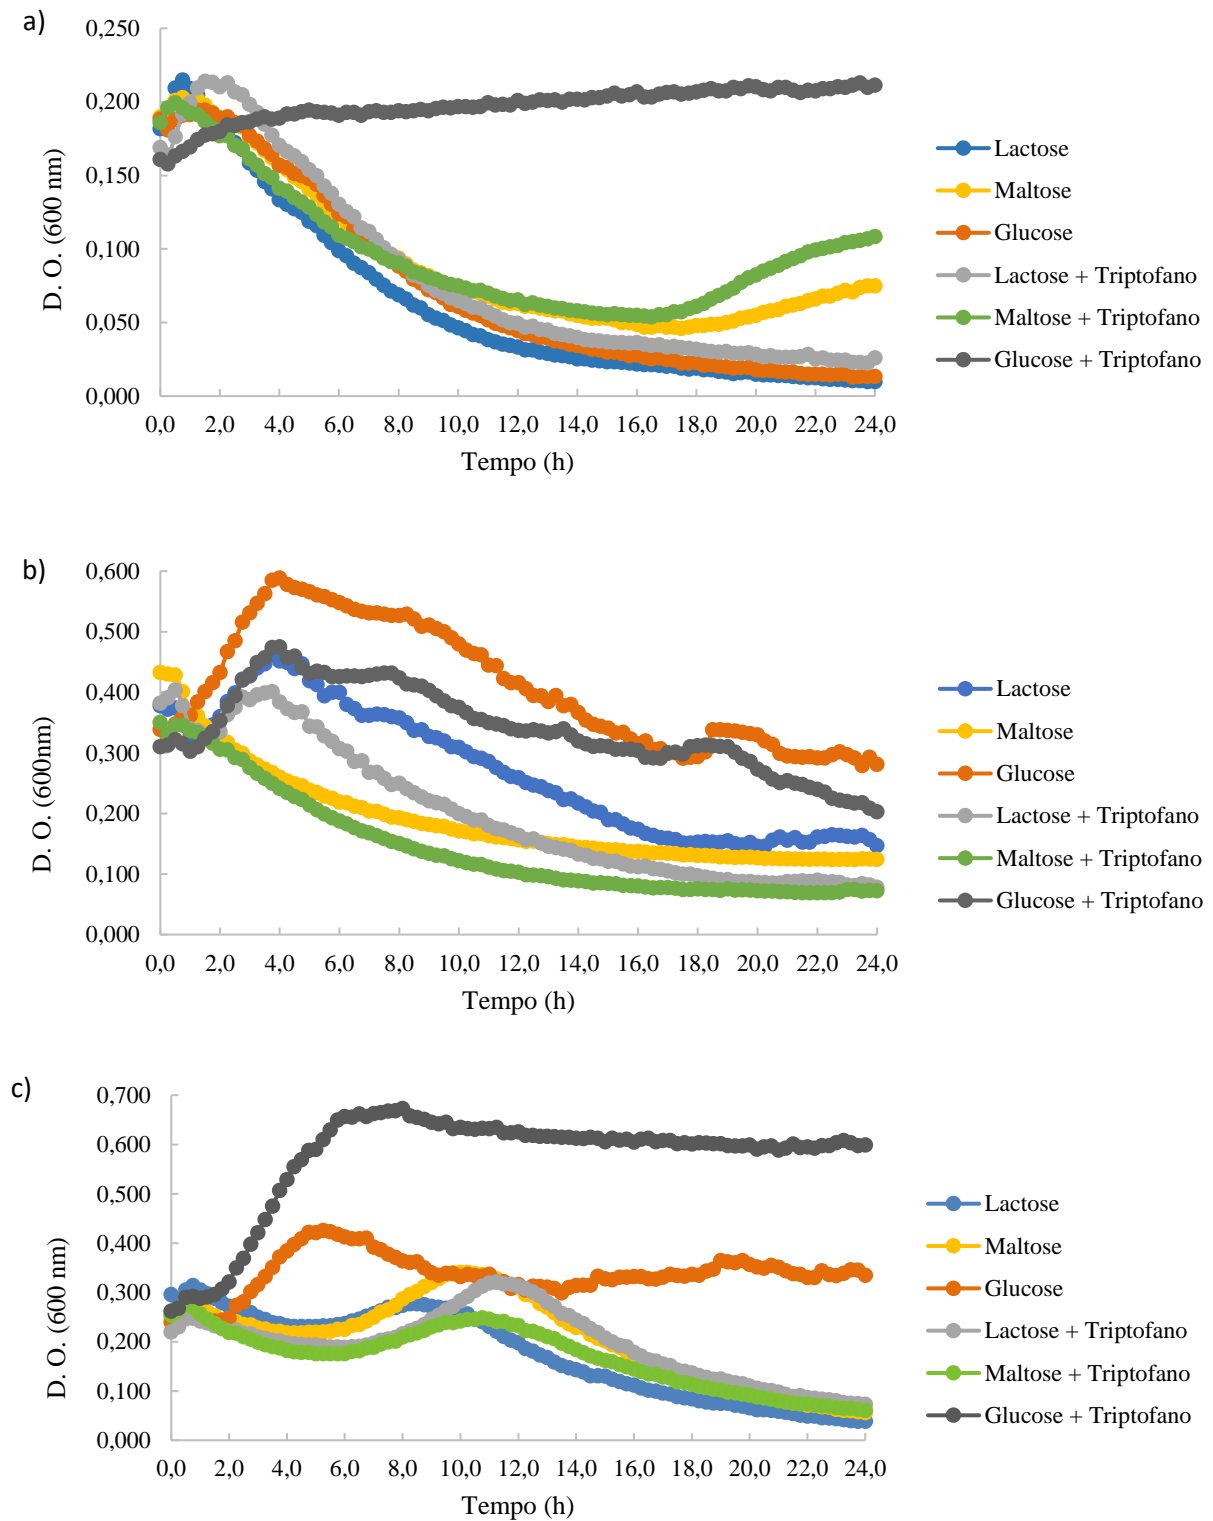 a)
0,250
0,200
0,150
0,100
0,050
0,000
D. O. (600 nm)
0,0 2,0 4,0 6,0 8,0 10,0 12,0 14,0 16,0 18,0 20,0 22,0 24,0
Tempo (h)
Lactose
Maltose
Glucose
Lactose + Triptofano
Maltose + Triptofano
Glucose + Triptofano
b)
0,600
0,500
0,400
0,300
0,200
0,100
0,000
D. O. (600nm)
0,0 2,0 4,0 6,0 8,0 10,0 12,0 14,0 16,0 18,0 20,0 22,0 24,0
Tempo (h)
Lactose
Maltose
Glucose
Lactose + Triptofano
Maltose + Triptofano
Glucose + Triptofano
c)
0,700
0,600
0,500
0,400
0,300
0,200
0,100
0,000
D. O. (600 nm)
0,0 2,0 4,0 6,0 8,0 10,0 12,0 14,0 16,0 18,0 20,0 22,0 24,0
Tempo (h)
Lactose
Maltose
Glucose
Lactose + Triptofano
Maltose + Triptofano
Glucose + Triptofano